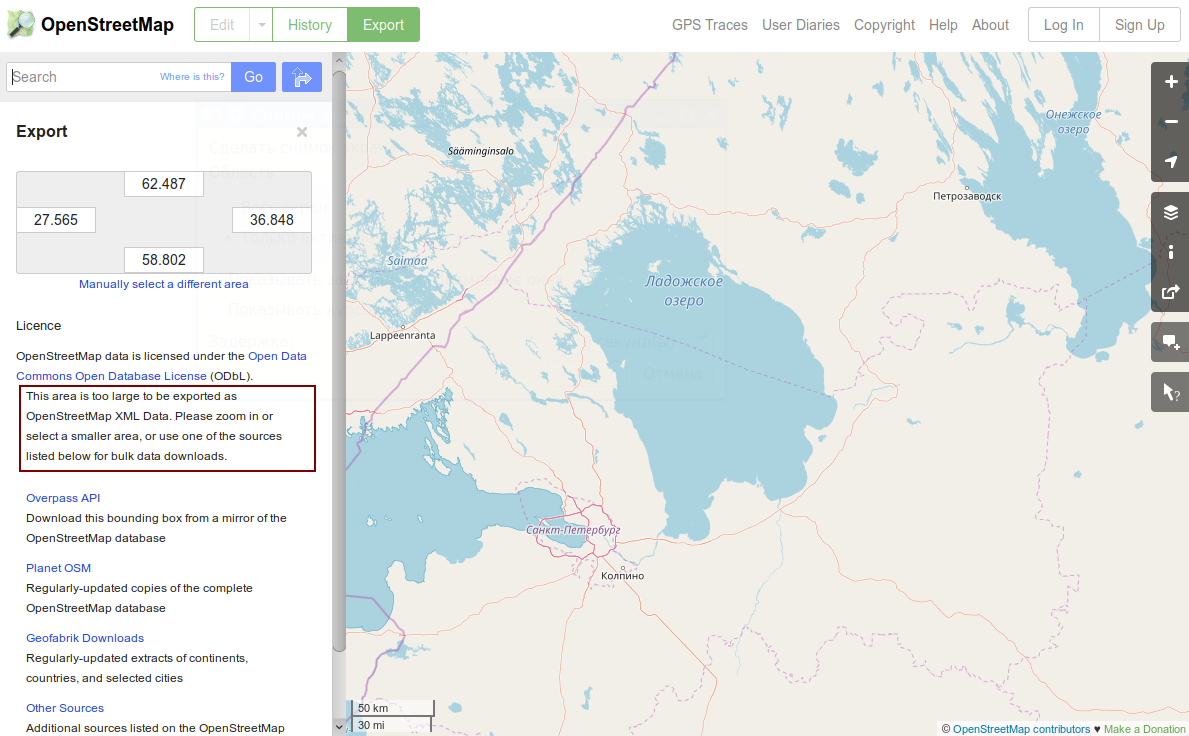 OpenStreetMap
Edit
History
Export
GPS Traces
User Diaries
Copyright
Help
About
Log In
Sign Up
Search
Where is this?
Go
Export
×
62.487
27.565
36.848
58.802
Manually select a different area
Licence
OpenStreetMap data is licensed under the Open Data
Commons Open Database License (ODbL).
This area is too large to be exported as
OpenStreetMap XML Data. Please zoom in or
select a smaller area, or use one of the sources
listed below for bulk data downloads.
Overpass API
Download this bounding box from a mirror of the
OpenStreetMap database
Planet OSM
Regularly-updated copies of the complete
OpenStreetMap database
Geofabrik Downloads
Regularly-updated extracts of continents,
countries, and selected cities
Other Sources
Additional sources listed on the OpenStreetMap
Sääminginsalo
Онежское
озеро
Петрозаводск
Saimaa
Ладожское
озеро
Lappeenranta
Санкт-Петербург
Колпино
50 km
30 mi
© OpenStreetMap contributors ♥ Make a Donation